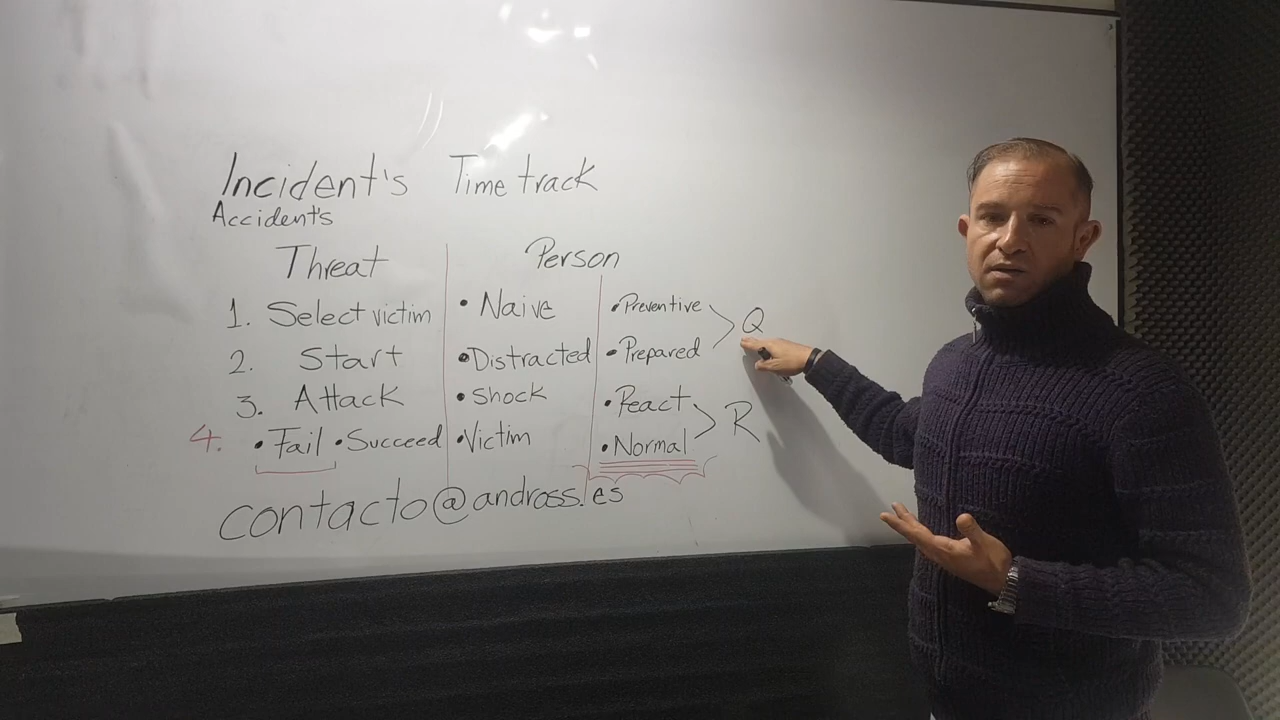 Incident's Time track
Accident's
Threat Person
1. Select victim • Naive • Preventive > Q
2. Start • Distracted • Prepared
3. Attack • Shock • React > R
4. • Fail • Succeed • Victim • Normal
contacto@andross.es